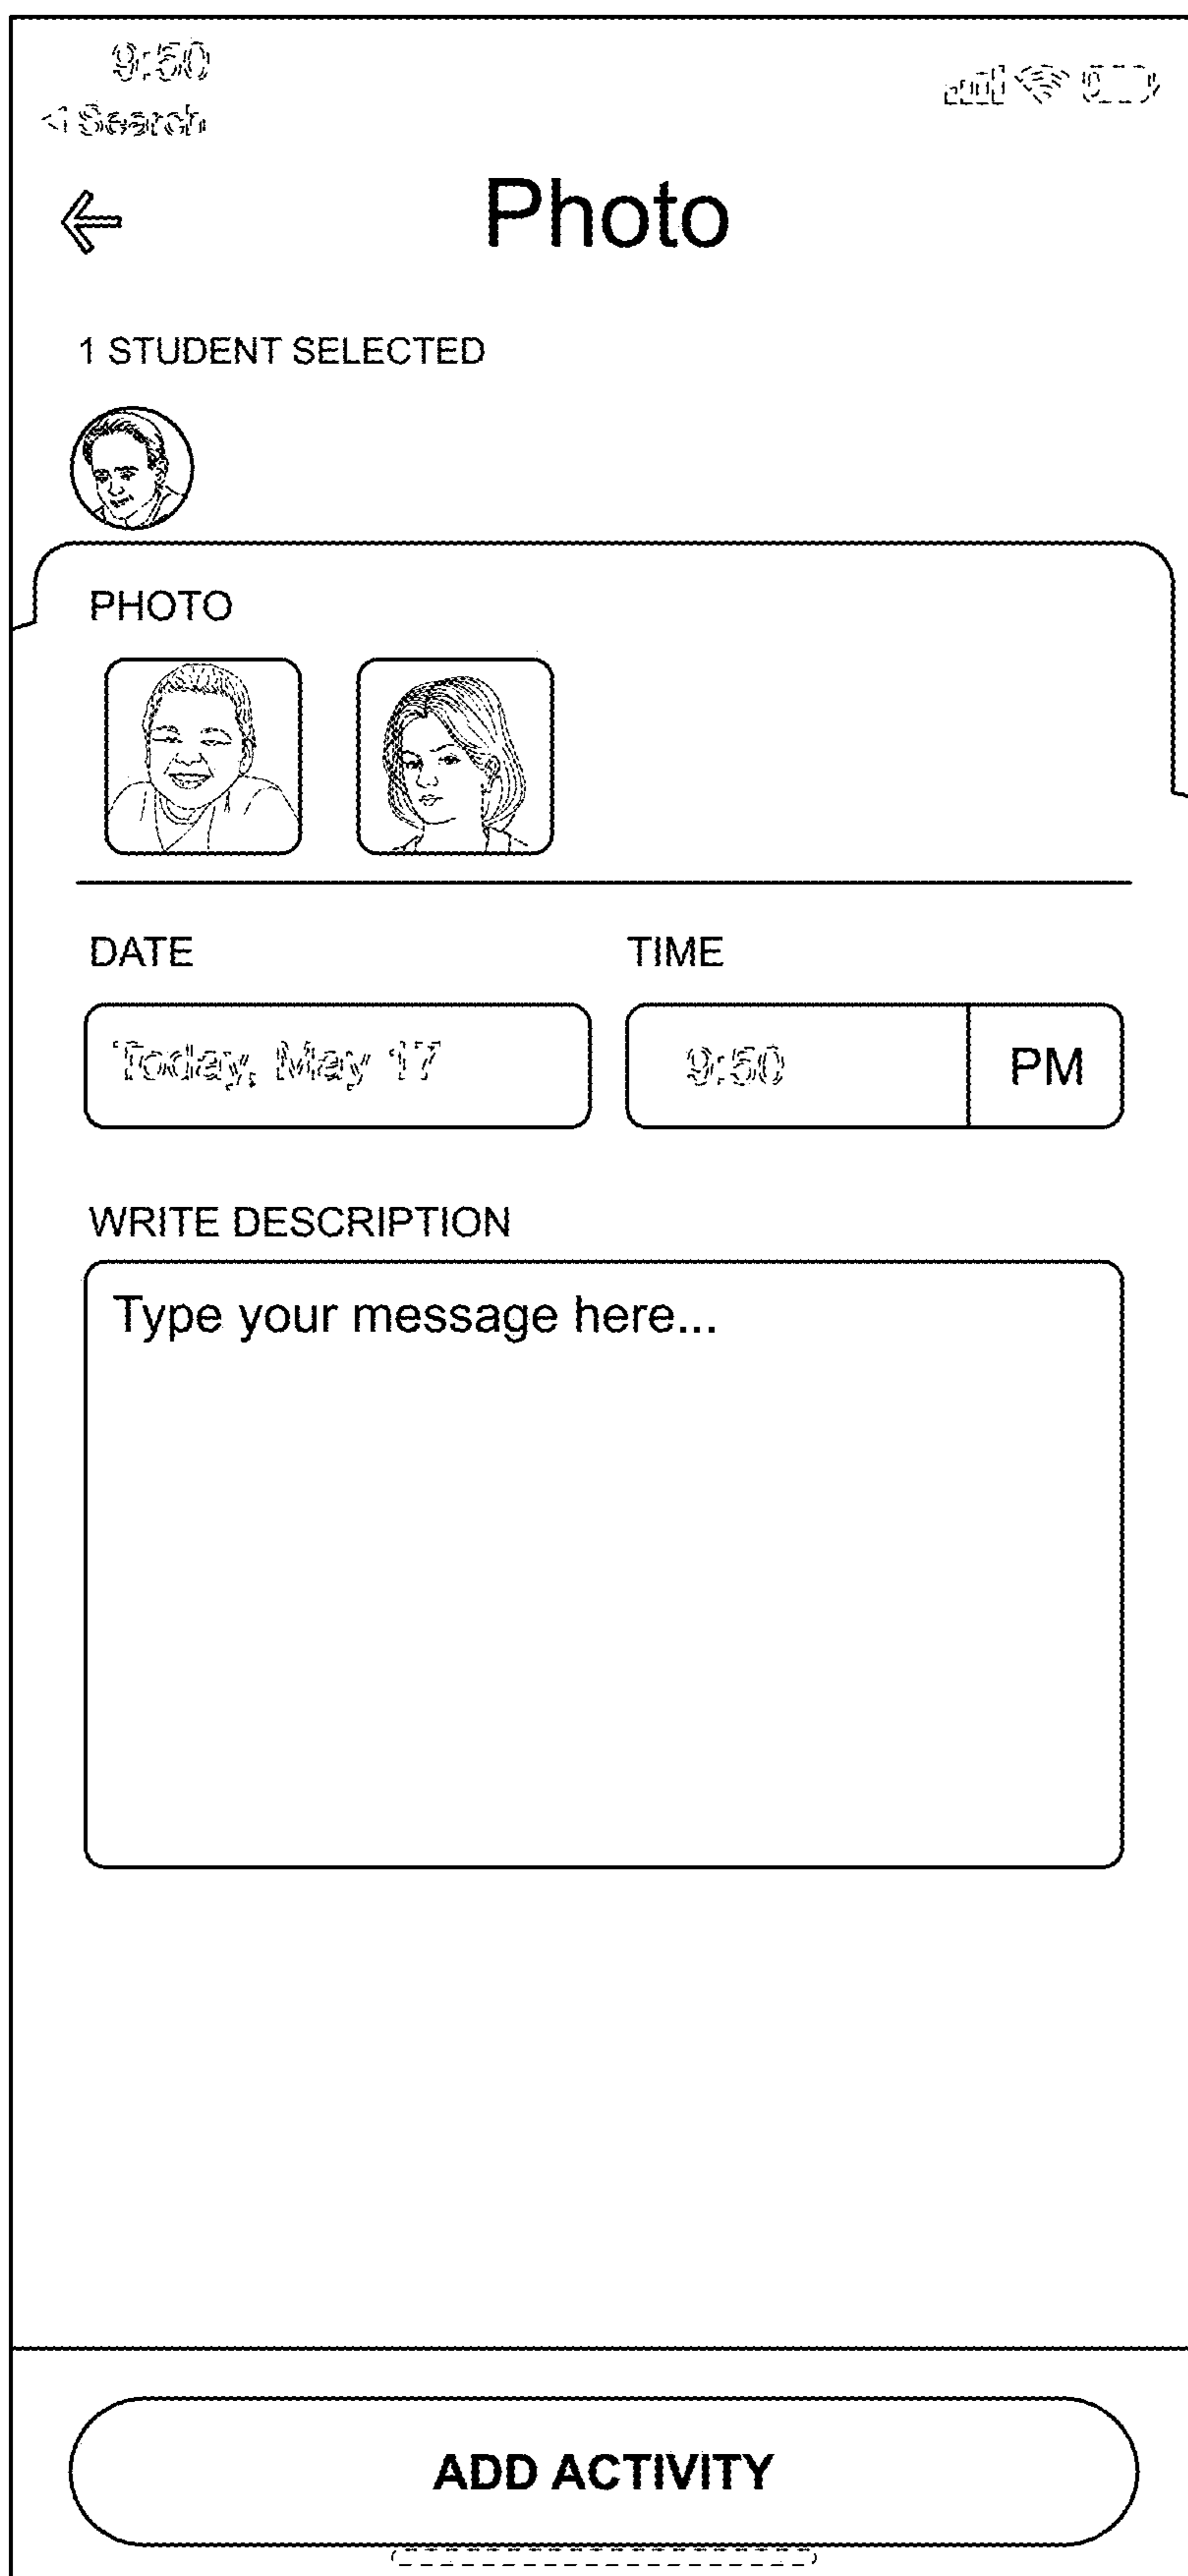 9:50
Search
Photo
1 STUDENT SELECTED
PHOTO
DATE TIME
Today, May 17 9:50 PM
WRITE DESCRIPTION
Type your message here...
ADD ACTIVITY